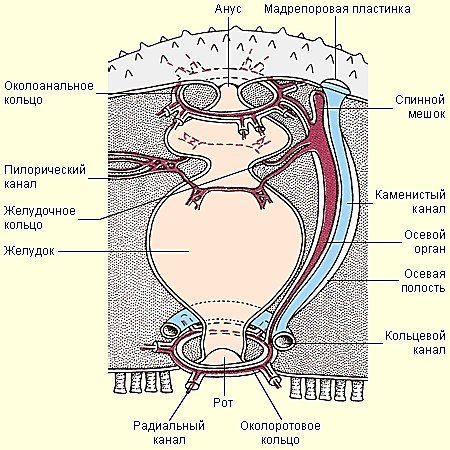 Анус
Мадрепоровая пластинка
Околоанальное
кольцо
Спинной
мешок
Пилорический
канал
Каменистый
канал
Желудочное
кольцо
Осевой
орган
Желудок
Осевая
полость
Кольцевой
канал
Рот
Радиальный
канал
Околоротовое
кольцо